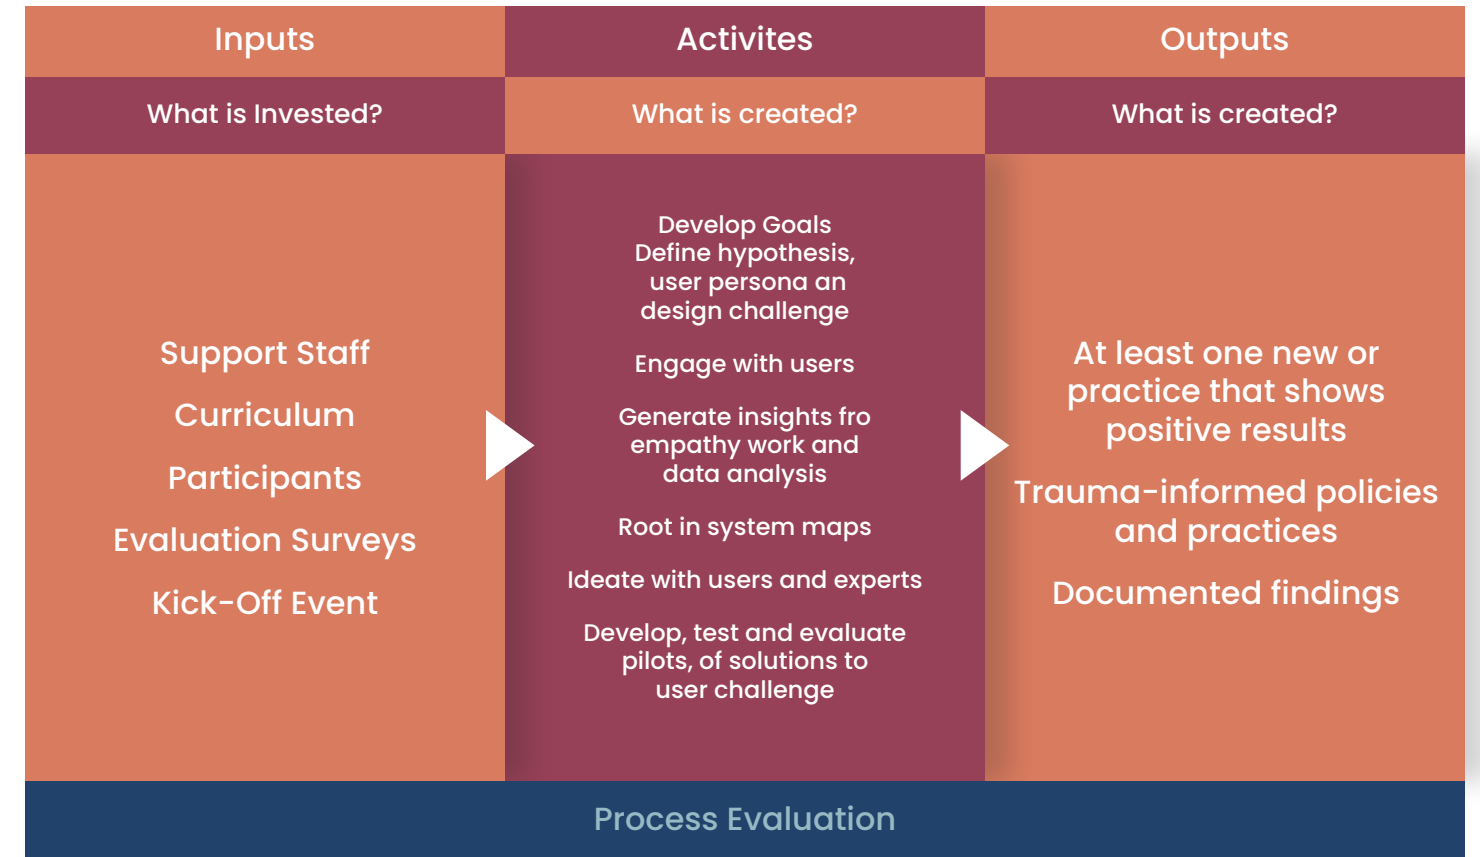 Inputs
Activites
Outputs
What is Invested?
What is created?
What is created?
Support Staff
Curriculum
Participants
Evaluation Surveys
Kick-Off Event
Develop Goals
Define hypothesis,
user persona an
design challenge
Engage with users
Generate insights fro
empathy work and
data analysis
Root in system maps
Ideate with users and experts
Develop, test and evaluate
pilots, of solutions to
user challenge
At least one new or
practice that shows
positive results
Trauma-informed policies
and practices
Documented findings
Process Evaluation